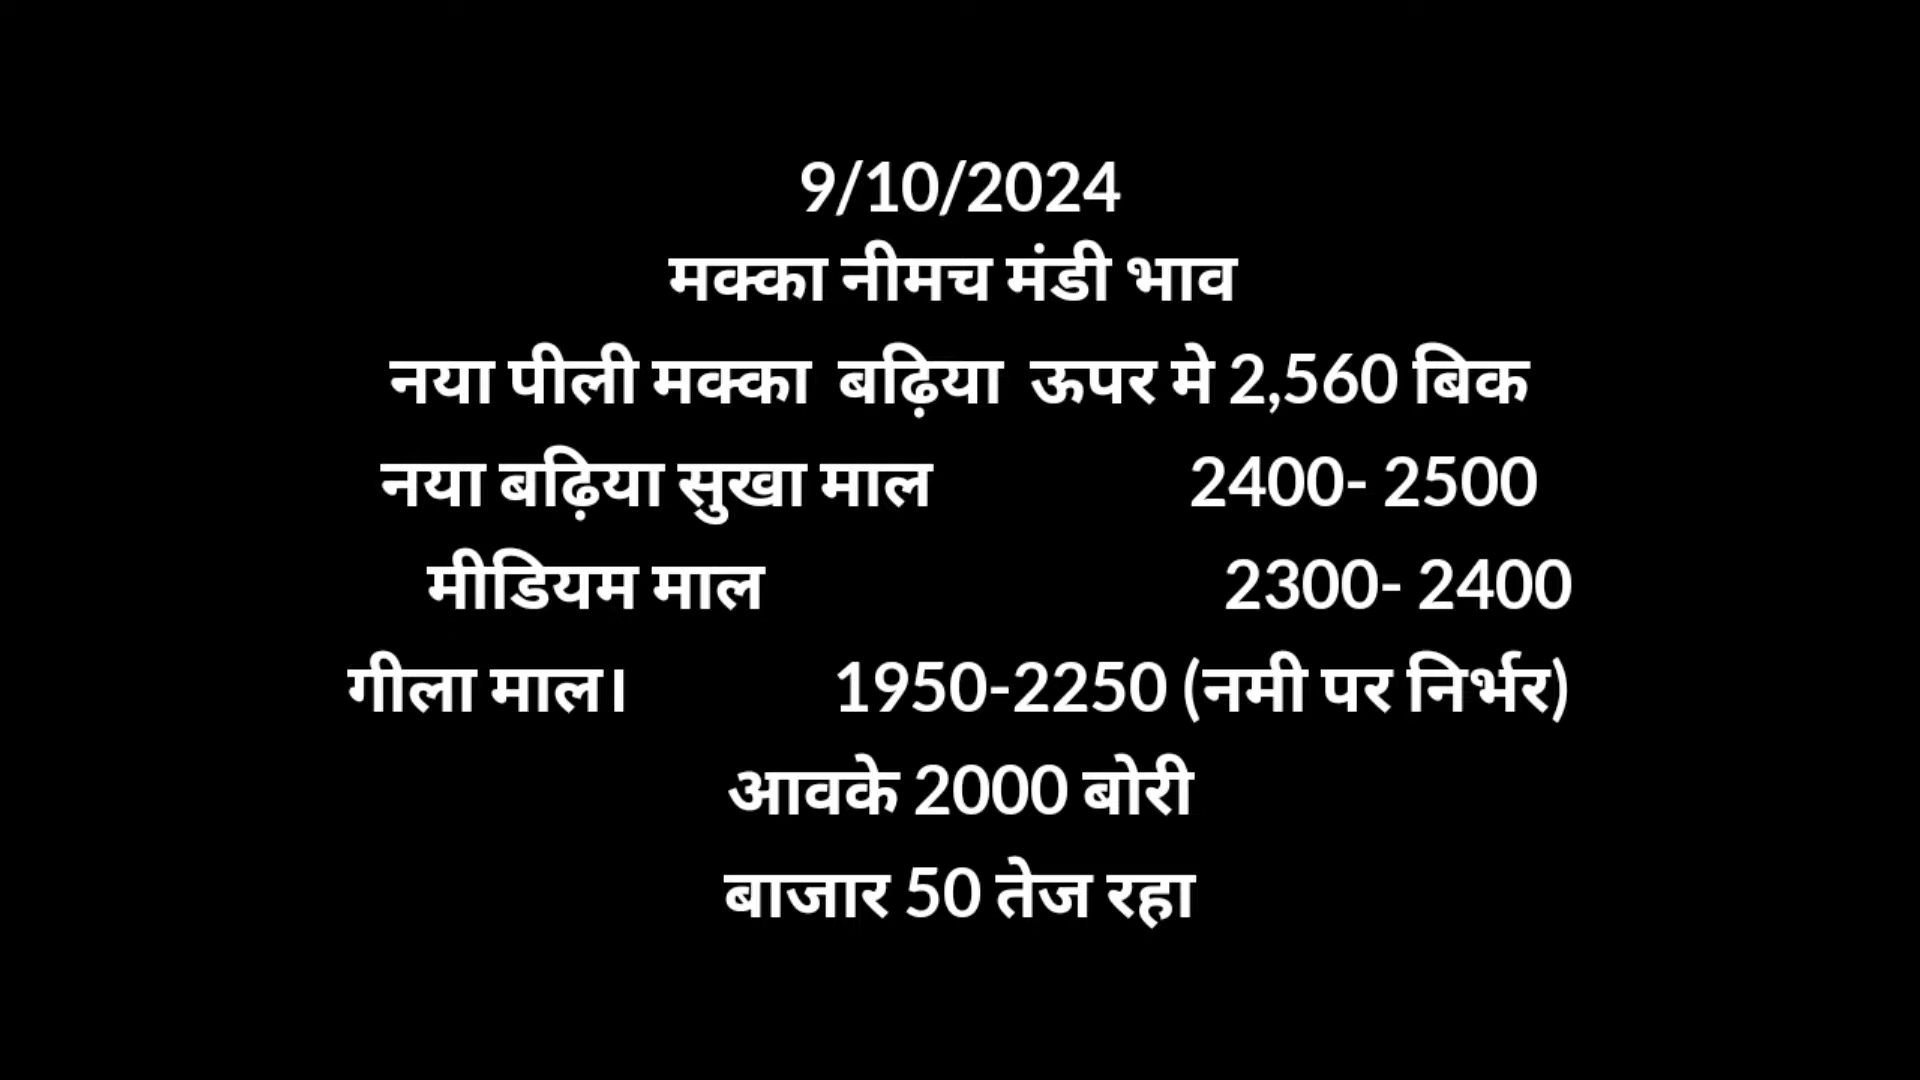 9/10/2024
मक्का नीमच मंडी भाव
नया पीली मक्का बढ़िया ऊपर मे 2,560 बिक
नया बढ़िया सुखा माल 2400- 2500
मीडियम माल 2300- 2400
गीला माल। 1950-2250 (नमी पर निर्भर)
आवके 2000 बोरी
बाजार 50 तेज रहा